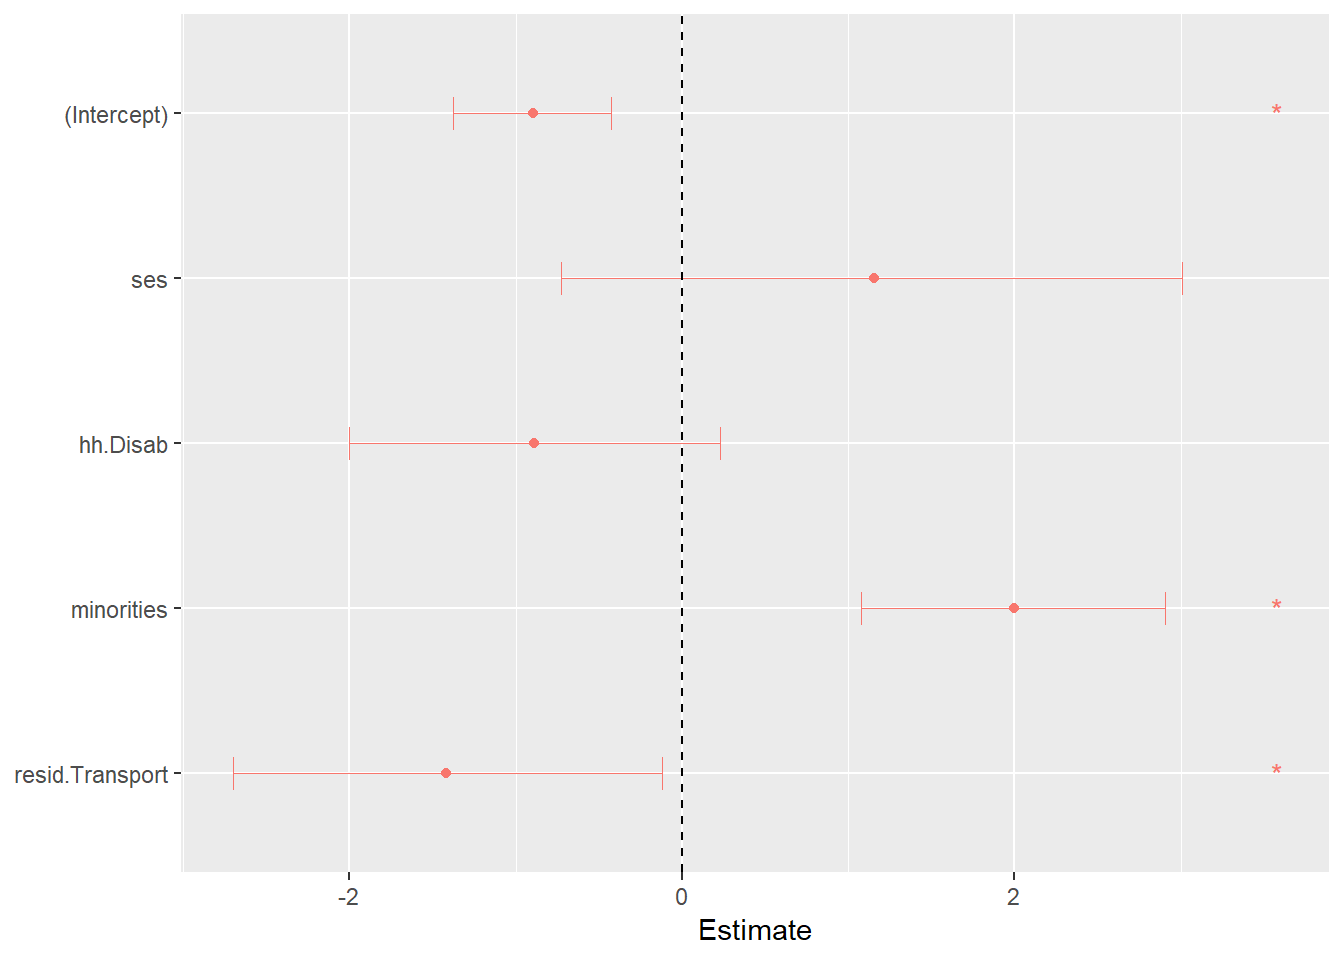 (Intercept) *
ses
hh.Disab
minorities *
resid.Transport *
-2 0 2
Estimate